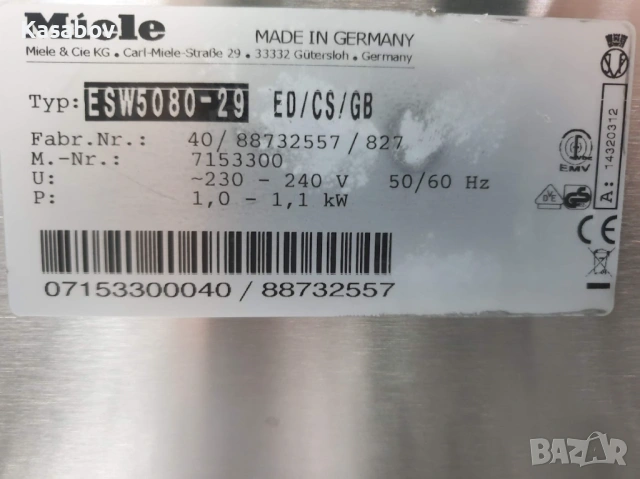 Kasabov
Miele
MADE IN GERMANY
Miele & Cie KG . Carl-Miele-Straße 29 . 33332 Gütersloh . Germany
Typ: ESW5080-29 ED/CS/GB
Fabr.Nr.: 40/ 88732557 / 827
M.-Nr.: 7153300
U: ~230 - 240 V 50/60 Hz
P: 1,0 - 1,1 kW
07153300040 / 88732557
EMV
CE
A: 14320312
BAZAR